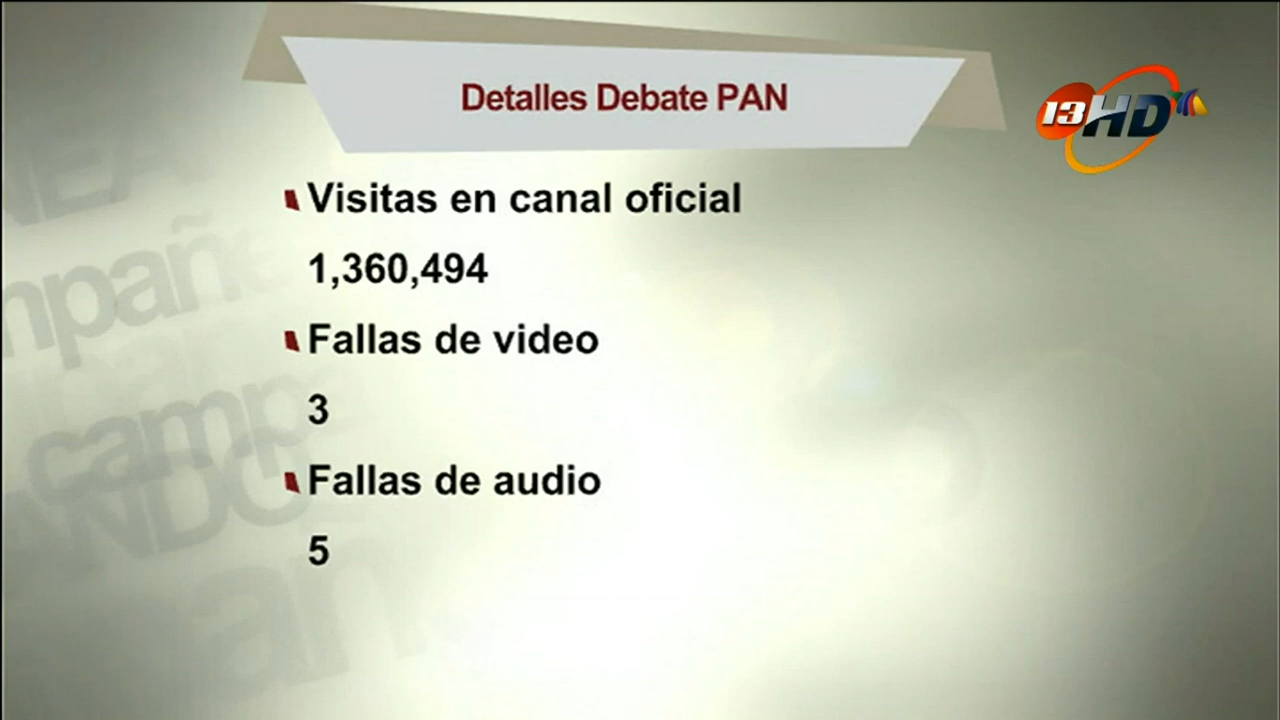 Detalles Debate PAN
13HD
Visitas en canal oficial
1,360,494
Fallas de video
3
Fallas de audio
5
camp